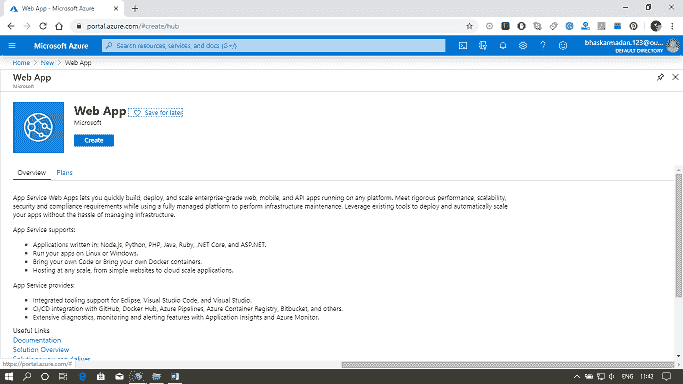 Web App - Microsoft Azure
portal.azure.com/#create/hub
Microsoft Azure
Search resources, services, and docs (G+/)
bhaskarmadan.123@ou...
DEFAULT DIRECTORY
Home > New > Web App
Web App
Microsoft
Web App
Save for later
Microsoft
Create
Overview Plans
App Service Web Apps lets you quickly build, deploy, and scale enterprise-grade web, mobile, and API apps running on any platform. Meet rigorous performance, scalability,
security and compliance requirements while using a fully managed platform to perform infrastructure maintenance. Leverage existing tools to deploy and automatically scale
your apps without the hassle of managing infrastructure.
App Service supports:
• Applications written in: Node.js, Python, PHP, Java, Ruby, .NET Core, and ASP.NET.
• Run your apps on Linux or Windows.
• Bring your own Code or Bring your own Docker containers.
• Hosting at any scale, from simple websites to cloud scale applications.
App Service provides:
• Integrated tooling support for Eclipse, Visual Studio Code, and Visual Studio.
• CI/CD integration with GitHub, Docker Hub, Azure Pipelines, Azure Container Registry, Bitbucket, and others.
• Extensive diagnostics, monitoring and alerting features with Application Insights and Azure Monitor.
Useful Links
Documentation
Solution Overview
https://portal.azure.com/#
ENG 11:42